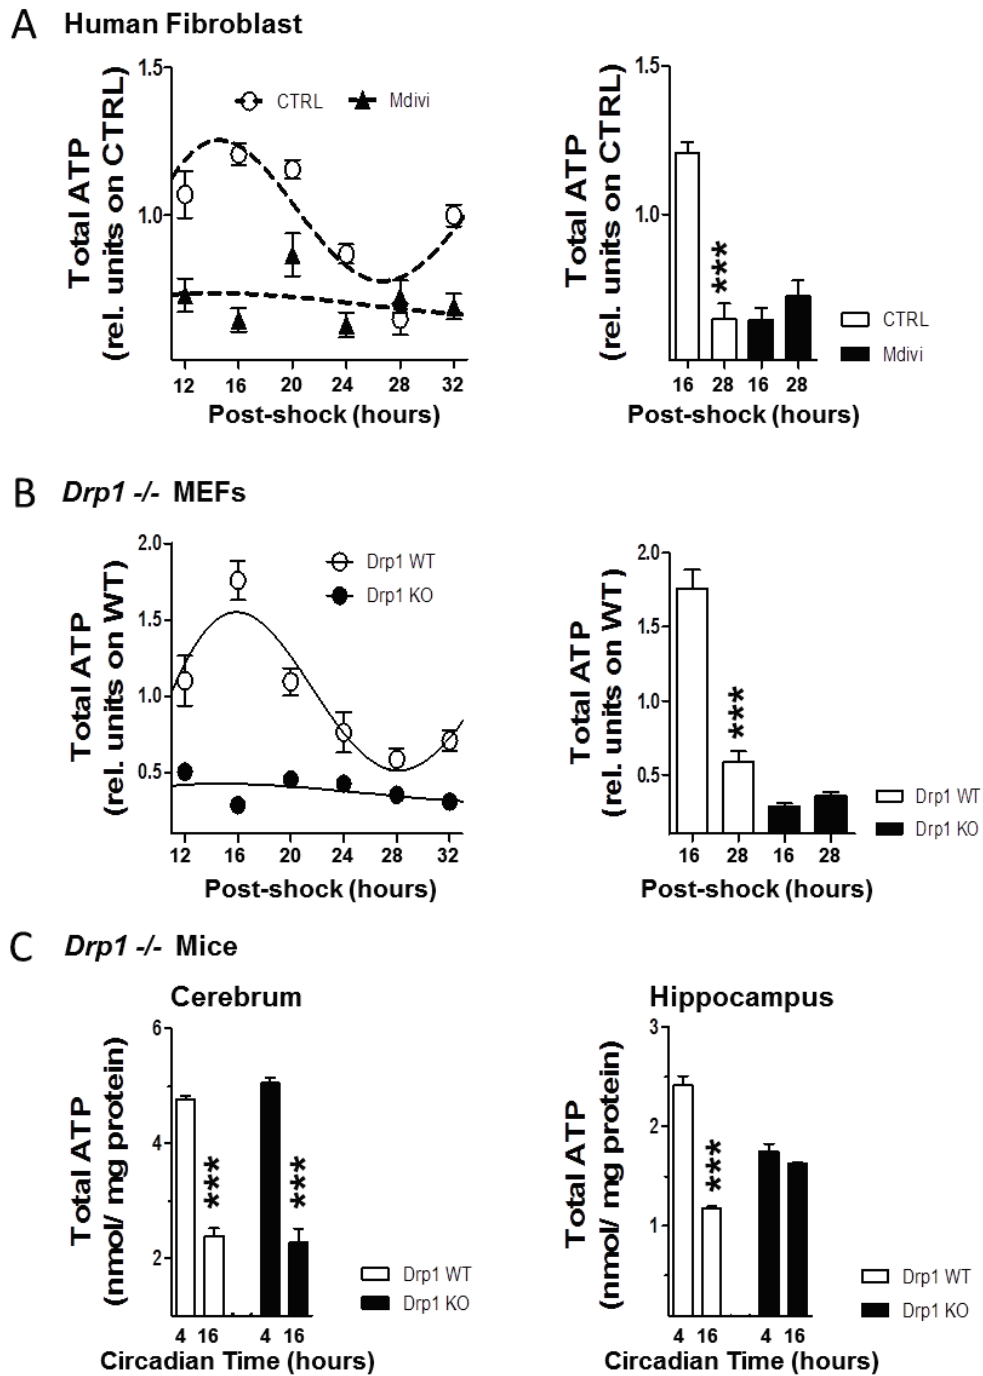 A Human Fibroblast
Total ATP
(rel. units on CTRL)
1.5
1.0
CTRL Mdivi
12 16 20 24 28 32
Post-shock (hours)
Total ATP
(rel. units on CTRL)
1.5
1.0
***
CTRL
Mdivi
16 28 16 28
Post-shock (hours)
B Drp1 -/- MEFs
Total ATP
(rel. units on WT)
2.0
1.5
1.0
0.5
Drp1 WT
Drp1 KO
12 16 20 24 28 32
Post-shock (hours)
Total ATP
(rel. units on WT)
2.0
1.5
1.0
0.5
***
Drp1 WT
Drp1 KO
16 28 16 28
Post-shock (hours)
C Drp1 -/- Mice
Cerebrum
Total ATP
(nmol/ mg protein)
6
4
2
*** ***
Drp1 WT
Drp1 KO
4 16 4 16
Circadian Time (hours)
Hippocampus
Total ATP
(nmol/ mg protein)
3
2
1
***
Drp1 WT
Drp1 KO
4 16 4 16
Circadian Time (hours)